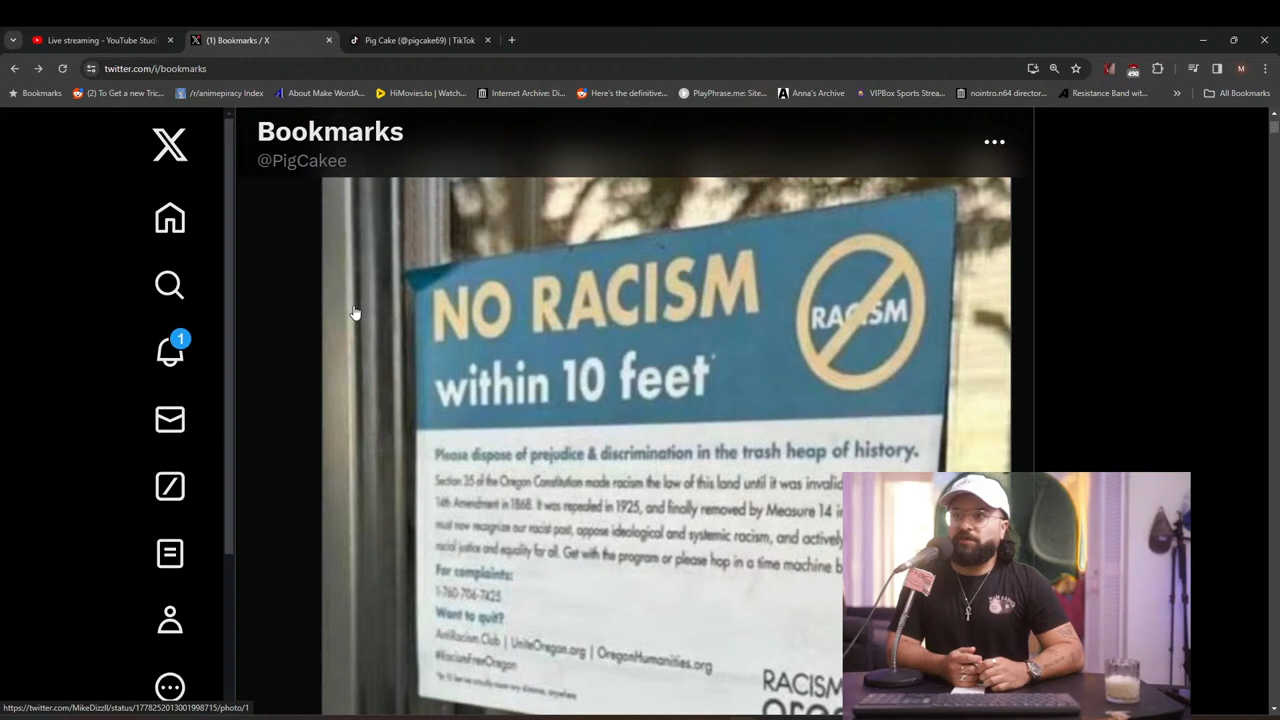 Live streaming - YouTube Studi
(1) Bookmarks / X
Pig Cake (@pigcake69) | TikTok
twitter.com/i/bookmarks
490
M
Bookmarks
(2) To Get a new Tric...
/r/animepiracy Index
About Make WordA...
HiMovies.to | Watch...
Internet Archive: Di...
Here's the definitive...
PlayPhrase.me: Site...
Anna's Archive
VIPBox Sports Strea...
nointro.n64 director...
Resistance Band wit...
All Bookmarks
Bookmarks
@PigCakee
1
NO RACISM
within 10 feet*
RACISM
Please dispose of prejudice & discrimination in the trash heap of history.
Section 35 of the Oregon Constitution made racism the law of this land until it was invali
14th Amendment in 1868. It was repealed in 1925, and finally removed by Measure 14 i
must now recognize our racist past, oppose ideological and systemic racism, and actively
racial justice and equality for all. Get with the program or please hop in a time machine b
For complaints:
1-760-706-7425
Want to quit?
AntiRacism.Club | UniteOregon.org | OregonHumanities.org
#RacismFreeOregon
RACISM
https://twitter.com/MikeDizzll/status/1778252013001998715/photo/1